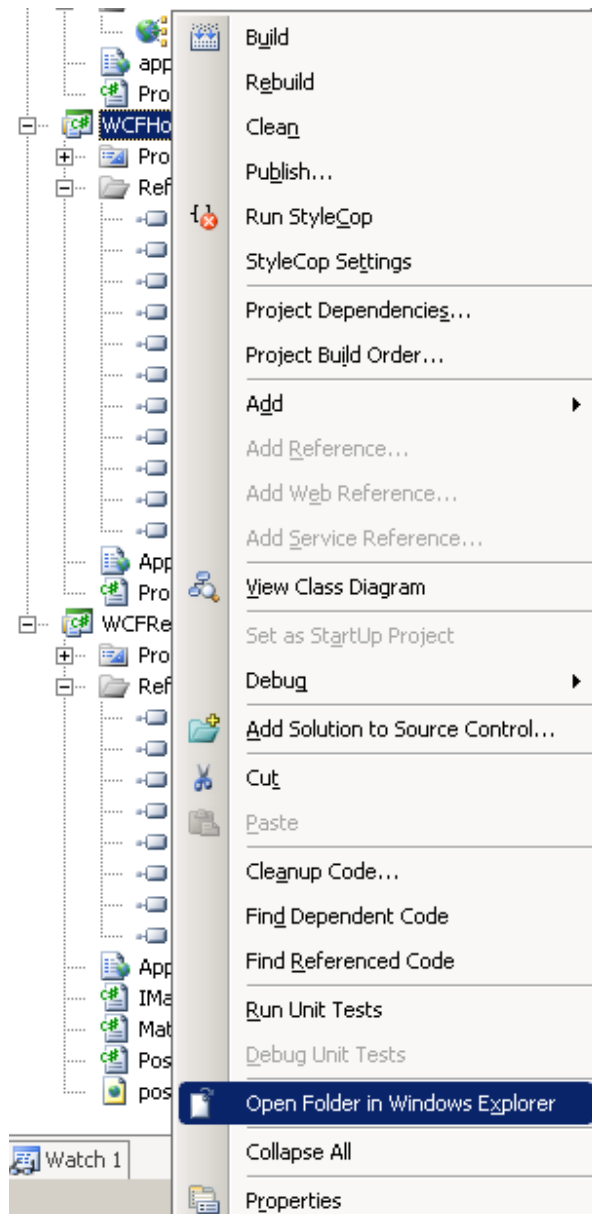 app
Pro
WCFHo
Pro
Ref
App
Pro
WCFRe
Pro
Ref
App
IMa
Mat
Pos
pos
Watch 1
Build
Rebuild
Clean
Publish...
Run StyleCop
StyleCop Settings
Project Dependencies...
Project Build Order...
Add
Add Reference...
Add Web Reference...
Add Service Reference...
View Class Diagram
Set as StartUp Project
Debug
Add Solution to Source Control...
Cut
Paste
Cleanup Code...
Find Dependent Code
Find Referenced Code
Run Unit Tests
Debug Unit Tests
Open Folder in Windows Explorer
Collapse All
Properties